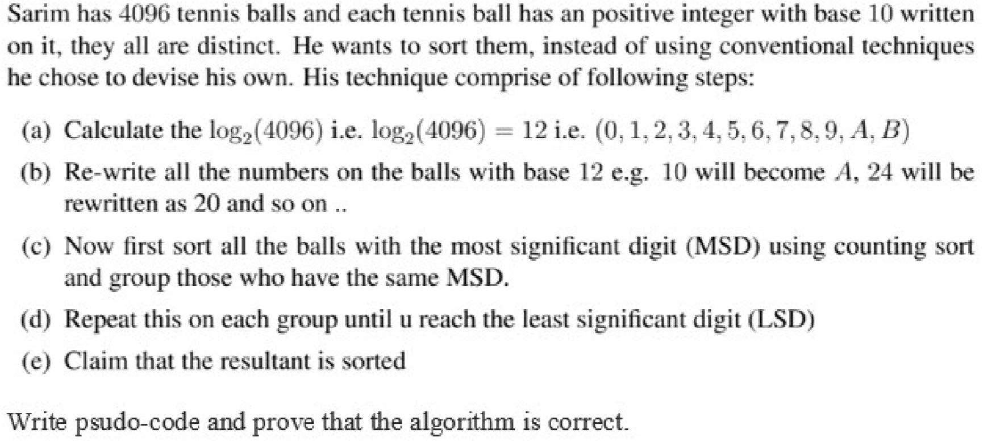 Sarim has 4096 tennis balls and each tennis ball has an positive integer with base 10 written
on it, they all are distinct. He wants to sort them, instead of using conventional techniques
he chose to devise his own. His technique comprise of following steps:
(a) Calculate the log₂(4096) i.e. log₂(4096) = 12 i.e. (0, 1, 2, 3, 4, 5, 6, 7, 8, 9, A, B)
(b) Re-write all the numbers on the balls with base 12 e.g. 10 will become A, 24 will be
rewritten as 20 and so on ..
(c) Now first sort all the balls with the most significant digit (MSD) using counting sort
and group those who have the same MSD.
(d) Repeat this on each group until u reach the least significant digit (LSD)
(e) Claim that the resultant is sorted
Write psudo-code and prove that the algorithm is correct.